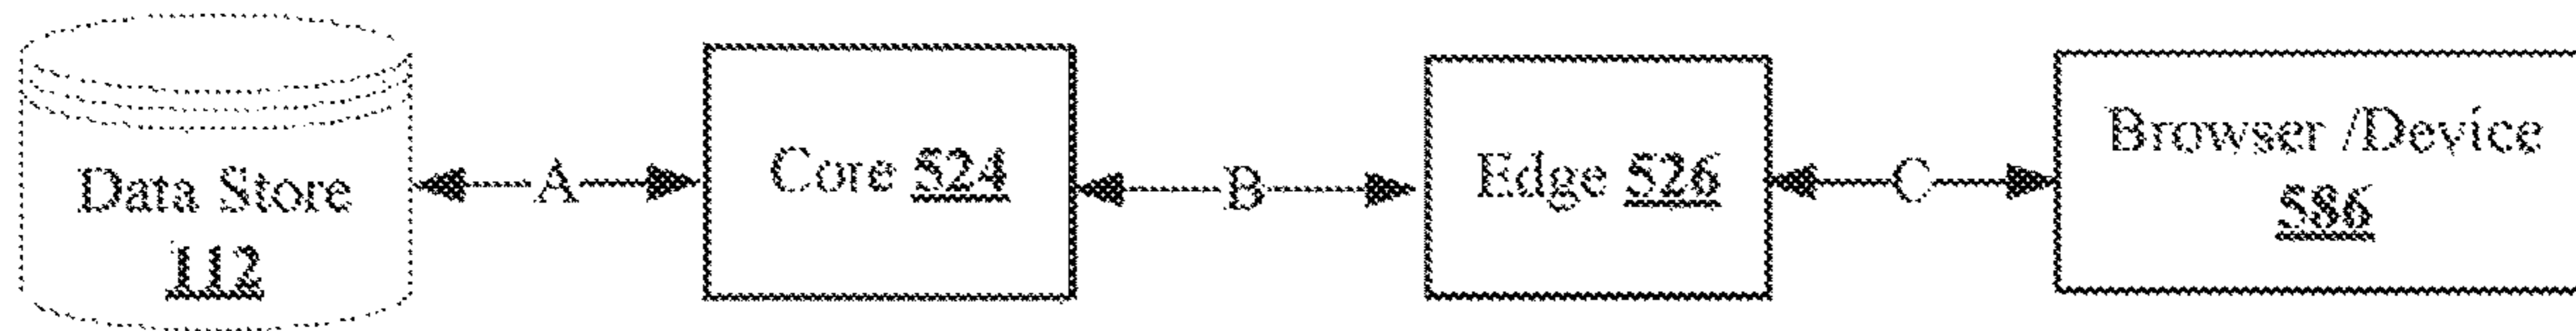 Data Store
112
A
Core 524
B
Edge 526
C
Browser /Device
586